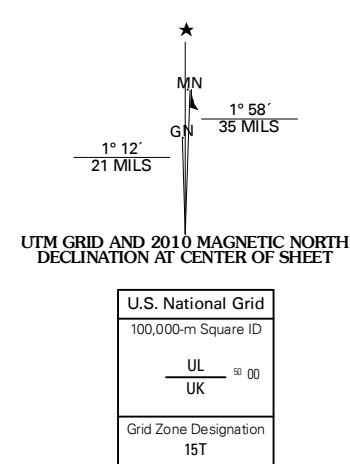 MN
1° 58´
35 MILS
GN
1° 12´
21 MILS
UTM GRID AND 2010 MAGNETIC NORTH
DECLINATION AT CENTER OF SHEET
U.S. National Grid
100,000-m Square ID
UL
50 00
UK
Grid Zone Designation
15T